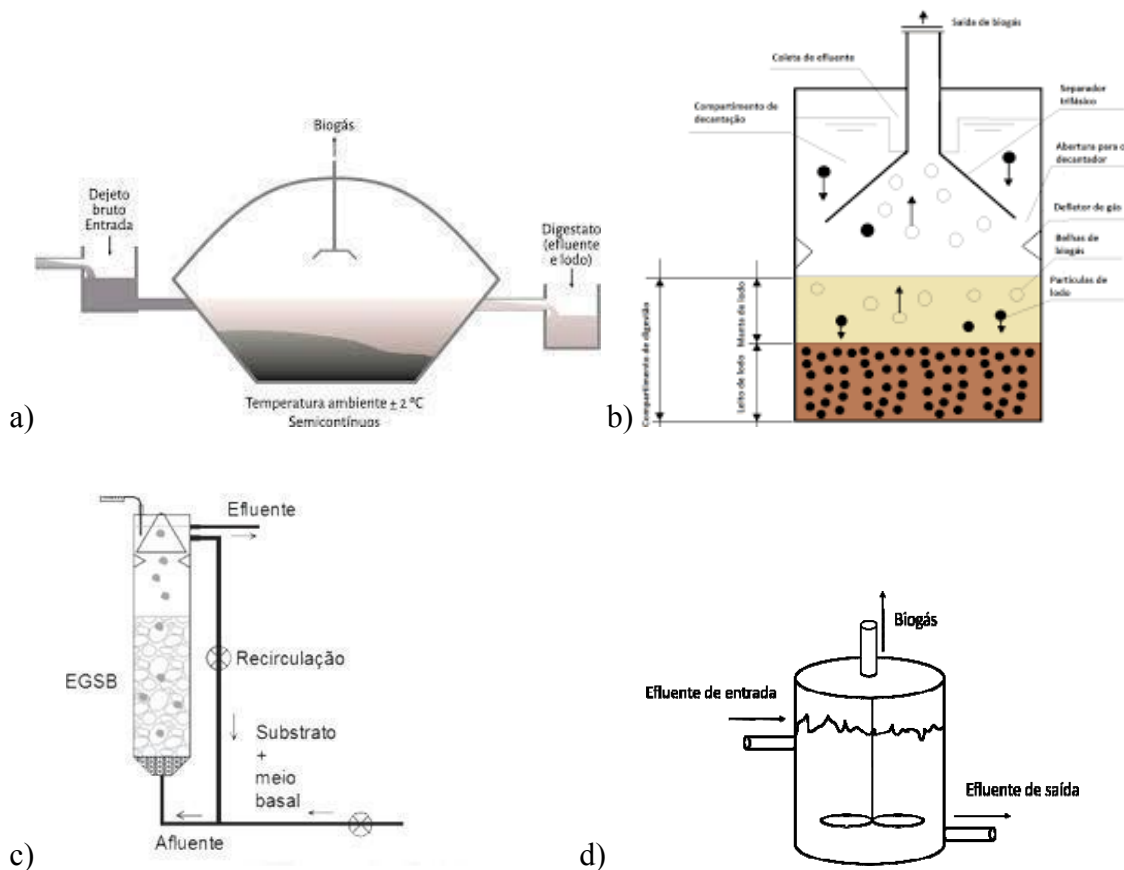 Biogás
Dejeto
bruto
Entrada
Digestato
(efluente
e lodo)
Temperatura ambiente ± 2 ºC
Semicontínuos
a)
Saída de biogás
Coleta de efluente
Compartimento de
decantação
Separador
trifásico
Abertura para o
decantador
Defletor de gás
Bolhas de
biogás
Partículas de
lodo
Compartimento de digestão
Manta de lodo
Leito de lodo
b)
Efluente
EGSB
Recirculação
Substrato
+
meio
basal
Afluente
c)
Biogás
Efluente de entrada
Efluente de saída
d)